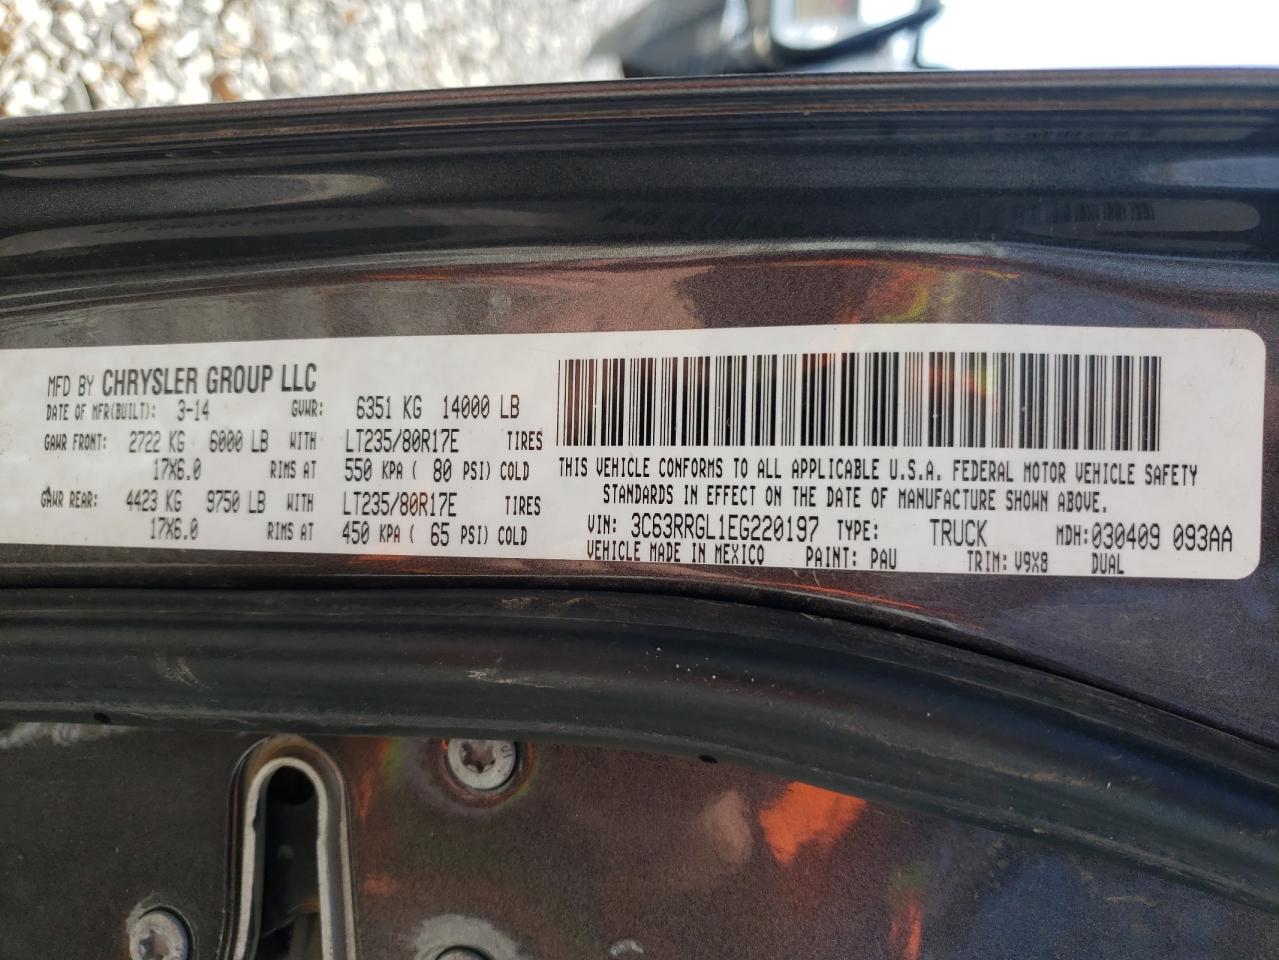 MFD BY CHRYSLER GROUP LLC
DATE OF MFR(BUILT): 3-14 GVWR: 6351 KG 14000 LB
GAWR FRONT: 2722 KG 6000 LB WITH LT235/80R17E TIRES
17X6.0 RIMS AT 550 KPA ( 80 PSI) COLD
GAWR REAR: 4423 KG 9750 LB WITH LT235/80R17E TIRES
17X6.0 RIMS AT 450 KPA ( 65 PSI) COLD
THIS VEHICLE CONFORMS TO ALL APPLICABLE U.S.A. FEDERAL MOTOR VEHICLE SAFETY
STANDARDS IN EFFECT ON THE DATE OF MANUFACTURE SHOWN ABOVE.
VIN: 3C63RRGL1EG220197 TYPE: TRUCK MDH: 030409 093AA
VEHICLE MADE IN MEXICO PAINT: PAU TRIM: V9X8 DUAL